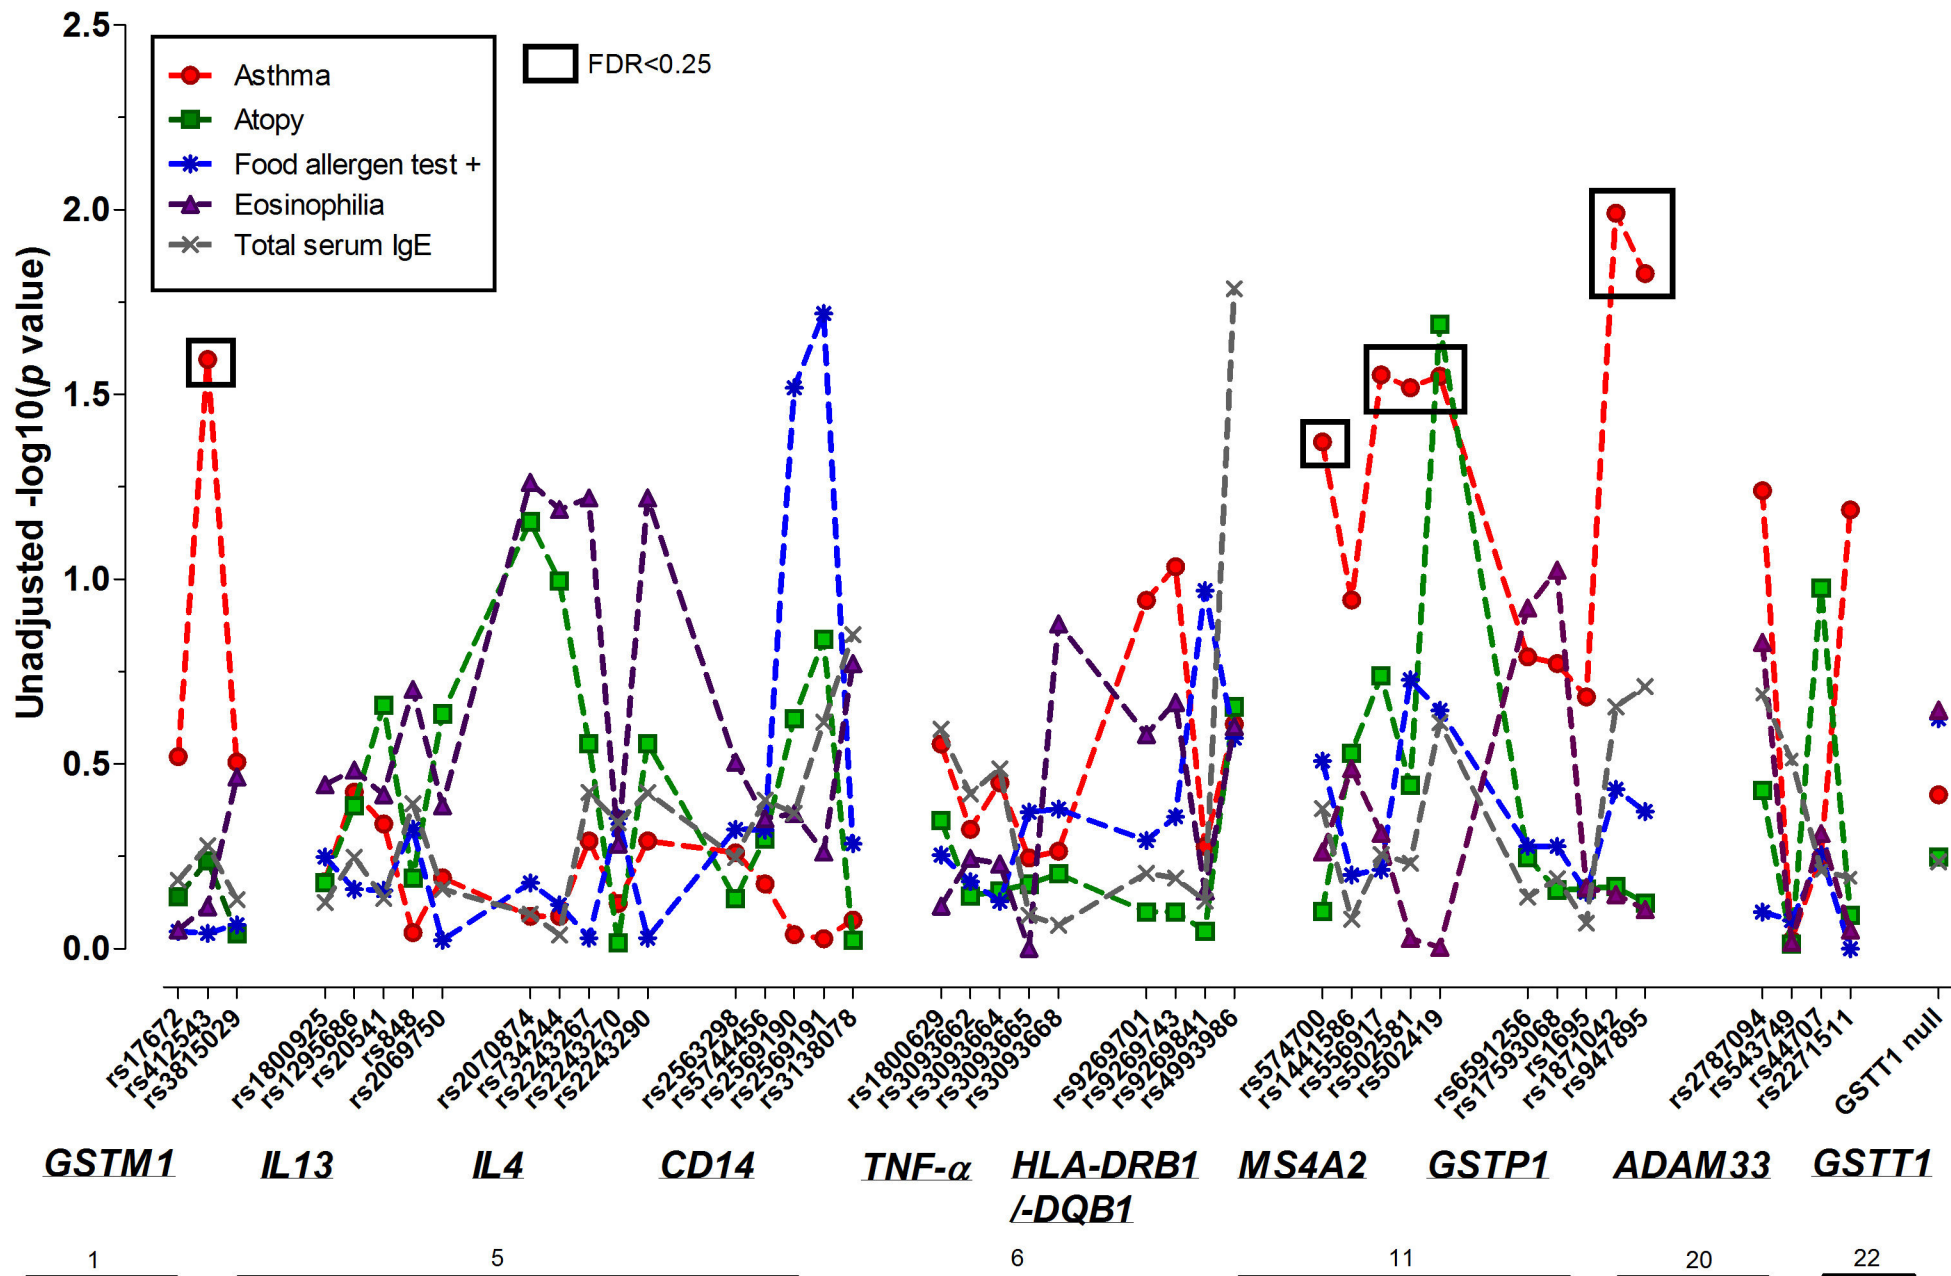 2.5
2.0
1.5
1.0
0.5
0.0
Unadjusted -log10(p value)
Asthma
Atopy
Food allergen test +
Eosinophilia
Total serum IgE
FDR<0.25
rs17672
rs412543
rs3815029
rs1800925
rs1295686
rs20541
rs848
rs2069750
rs2070874
rs734244
rs2243267
rs2243270
rs2243290
rs2563298
rs5744456
rs2569190
rs2569191
rs3138078
rs1800629
rs3093662
rs3093664
rs3093665
rs3093668
rs9269701
rs9269743
rs9269841
rs4993986
rs574700
rs1441586
rs556917
rs502581
rs502419
rs6591256
rs17593068
rs1695
rs1871042
rs947895
rs2787094
rs543749
rs44707
rs2271511
GSTT1 null
GSTM1 IL13 IL4 CD14 TNF-α HLA-DRB1 MS4A2 GSTP1 ADAM33 GSTT1
/-DQB1
1 5 6 11 20 22